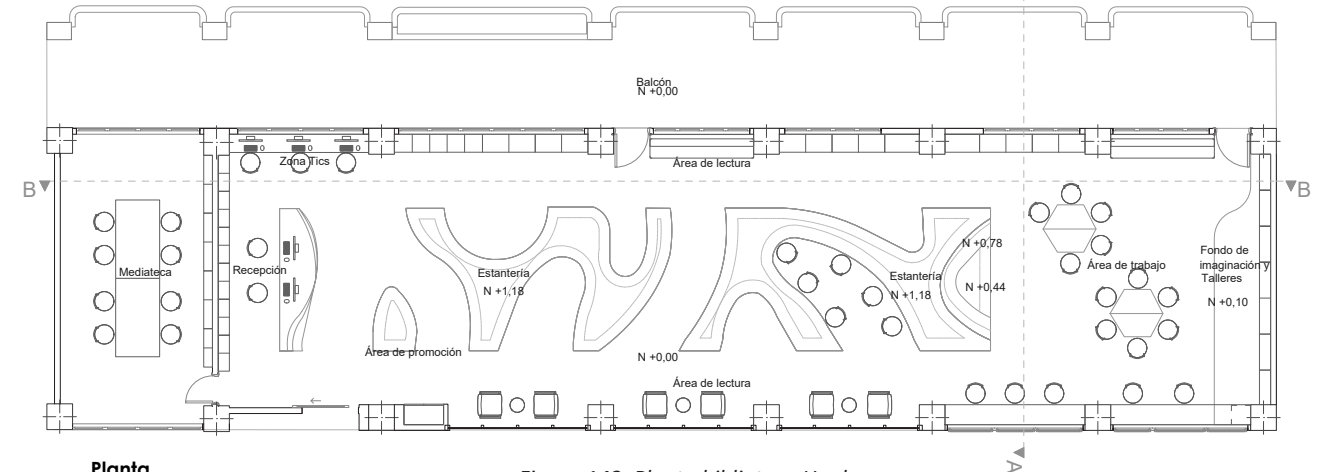 Balcón
N +0,00
Zona Tics
Área de lectura
B
B
N +0,78
Recepción
Mediateca
Estantería
N +1,18
Estantería
N +1,18
N +0,44
Área de trabajo
Fondo de
imaginación y
Talleres
N +0,10
Área de promoción
N +0,00
Área de lectura
A
Planta